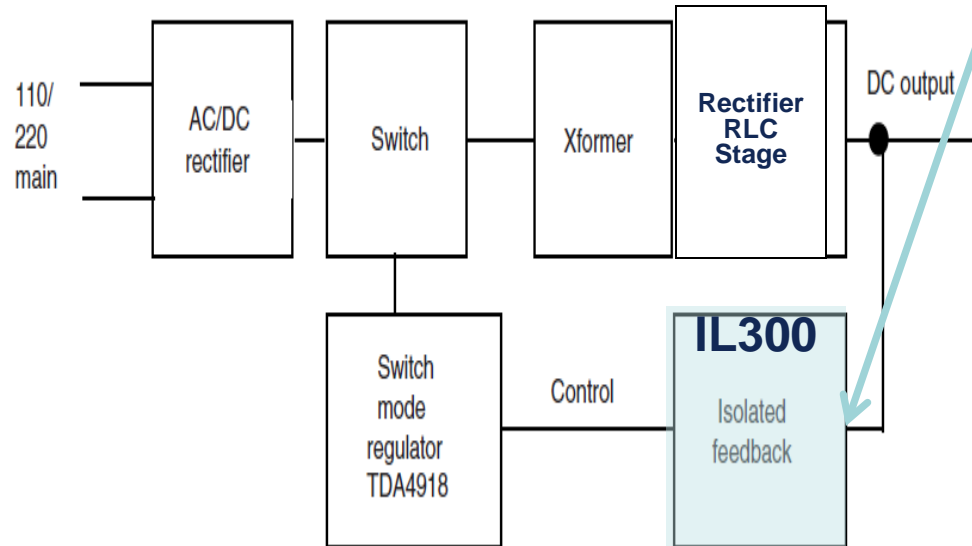 110/
220
main
AC/DC
rectifier
Switch
Xformer
Rectifier
RLC
Stage
DC output
Switch
mode
regulator
TDA4918
Control
IL300
Isolated
feedback